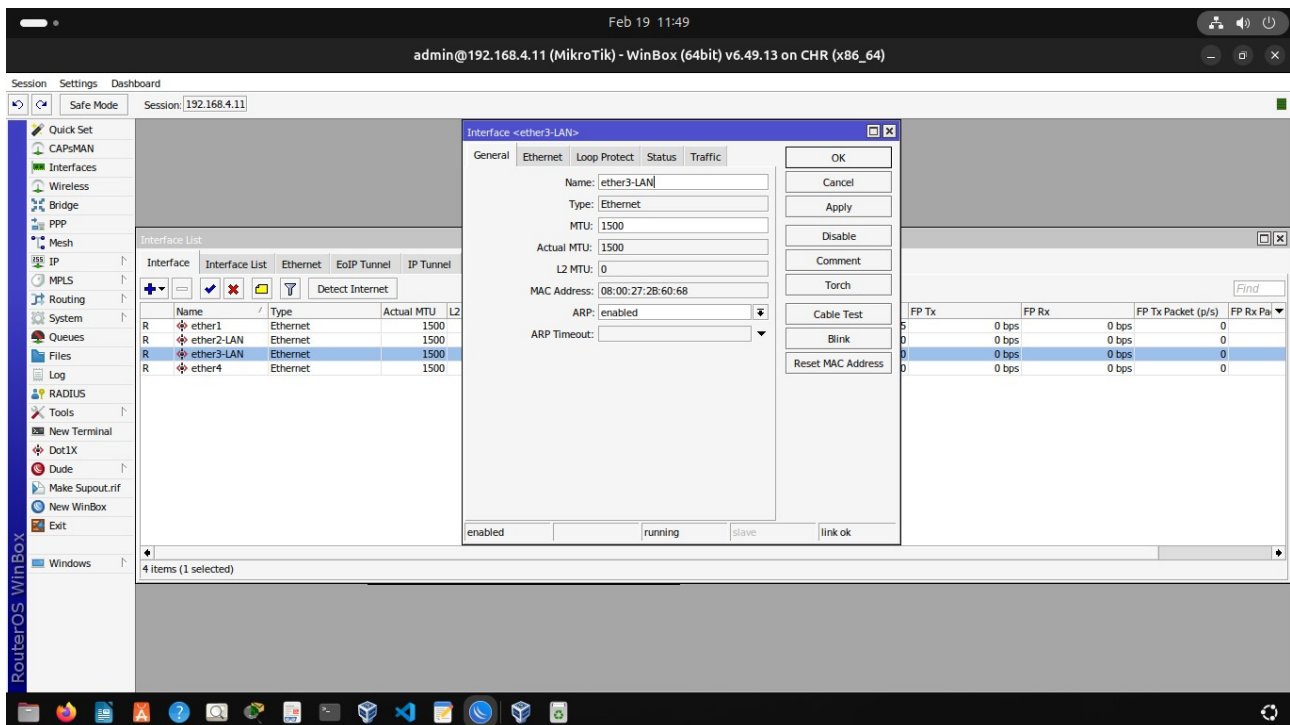 Feb 19 11:49
admin@192.168.4.11 (MikroTik) - WinBox (64bit) v6.49.13 on CHR (x86_64)
Session Settings Dashboard
Safe Mode Session: 192.168.4.11
Quick Set
CAPsMAN
Interfaces
Wireless
Bridge
PPP
Mesh
IP
MPLS
Routing
System
Queues
Files
Log
RADIUS
Tools
New Terminal
Dot1X
Dude
Make Supout.rif
New WinBox
Exit
Windows
RouterOS WinBox
Interface List
Interface Interface List Ethernet EoIP Tunnel IP Tunnel
Detect Internet Find
Name Type Actual MTU L2 FP Tx FP Rx FP Tx Packet (p/s) FP Rx Pa
R ether1 Ethernet 1500 5 0 bps 0 bps 0
R ether2-LAN Ethernet 1500 0 0 bps 0 bps 0
R ether3-LAN Ethernet 1500 0 0 bps 0 bps 0
R ether4 Ethernet 1500 0 0 bps 0 bps 0
4 items (1 selected)
Interface <ether3-LAN>
General Ethernet Loop Protect Status Traffic
Name: ether3-LAN
Type: Ethernet
MTU: 1500
Actual MTU: 1500
L2 MTU: 0
MAC Address: 08:00:27:2B:60:68
ARP: enabled
ARP Timeout:
OK
Cancel
Apply
Disable
Comment
Torch
Cable Test
Blink
Reset MAC Address
enabled running slave link ok